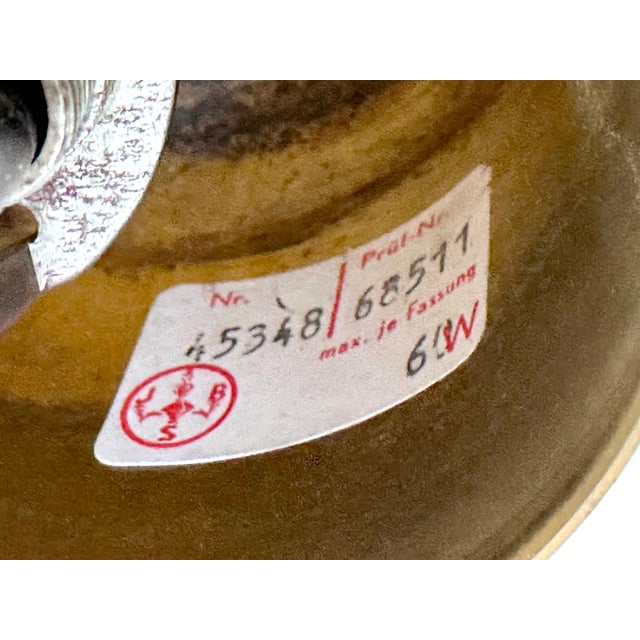 Nr. 45348 / Prüf-Nr. 68511
max. je Fassung
60W
L B S